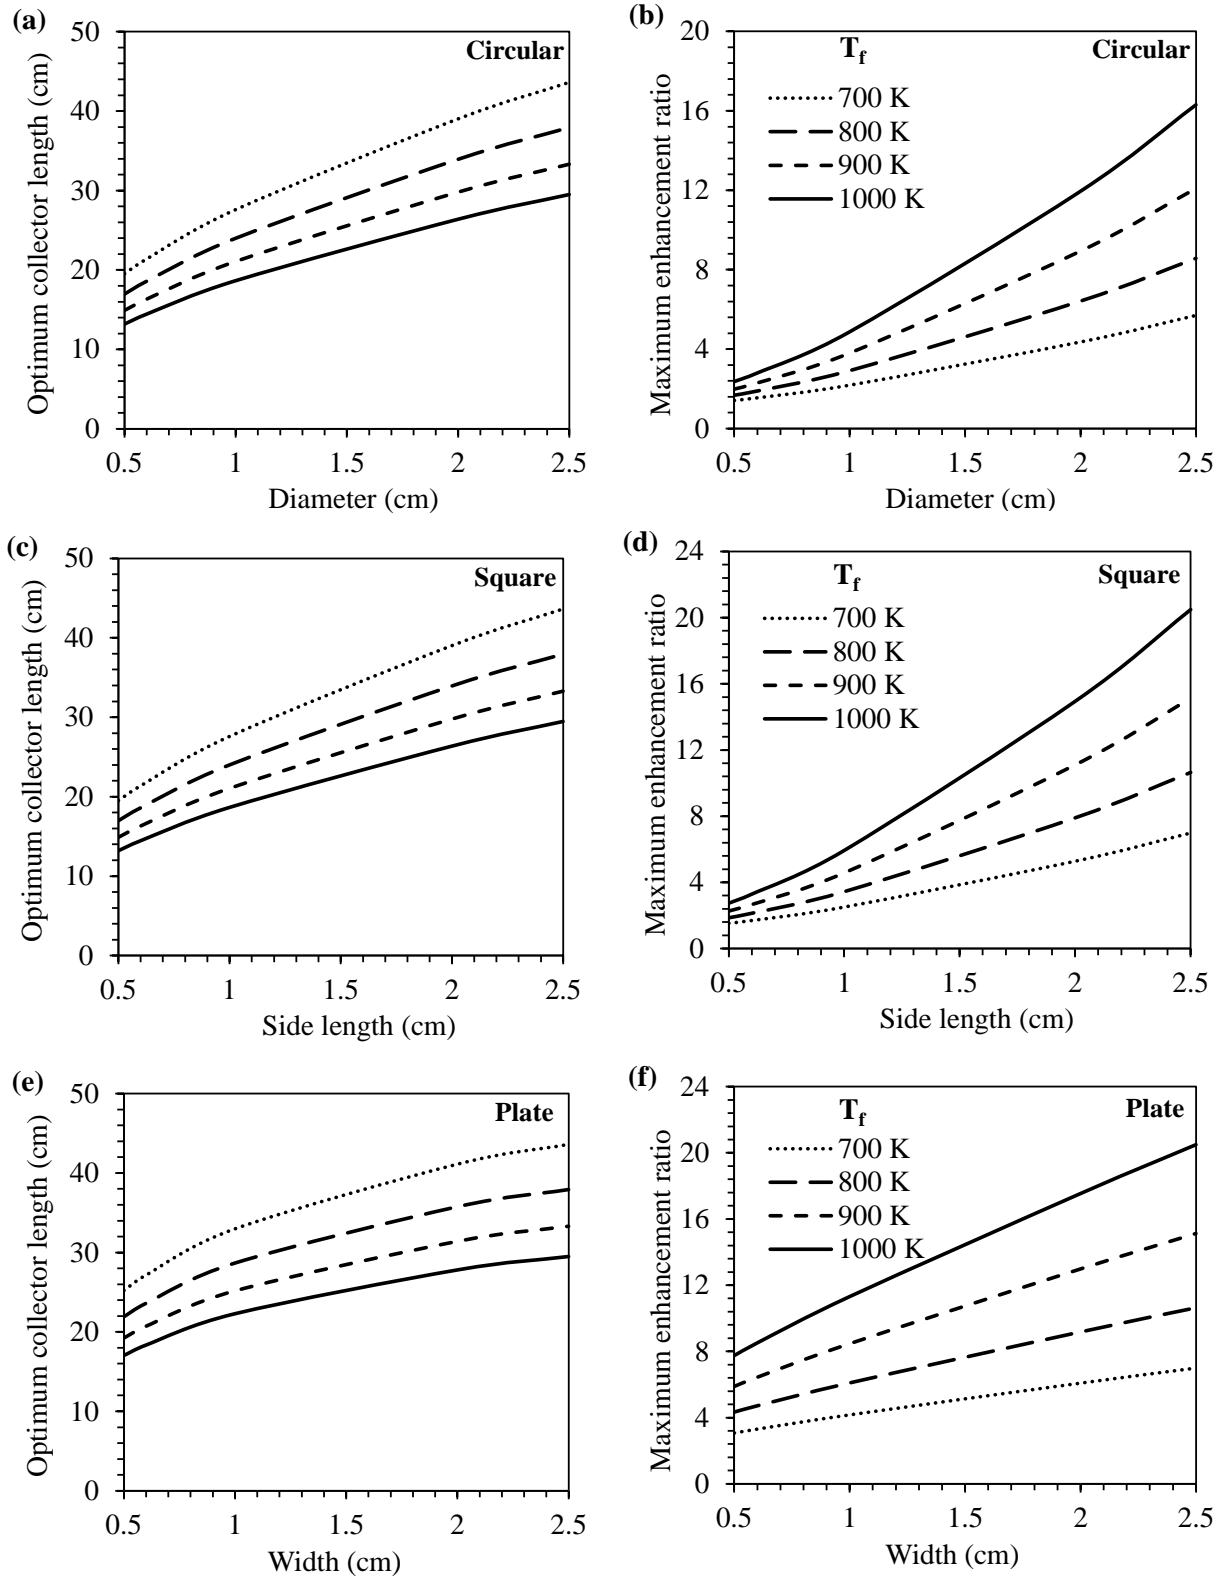 (a)
Circular
Optimum collector length (cm)
50
40
30
20
10
0
0.5 1 1.5 2 2.5
Diameter (cm)
(b)
Circular
T_f
700 K
800 K
900 K
1000 K
Maximum enhancement ratio
20
16
12
8
4
0
0.5 1 1.5 2 2.5
Diameter (cm)
(c)
Square
Optimum collector length (cm)
50
40
30
20
10
0
0.5 1 1.5 2 2.5
Side length (cm)
(d)
Square
T_f
700 K
800 K
900 K
1000 K
Maximum enhancement ratio
24
20
16
12
8
4
0
0.5 1 1.5 2 2.5
Side length (cm)
(e)
Plate
Optimum collector length (cm)
50
40
30
20
10
0
0.5 1 1.5 2 2.5
Width (cm)
(f)
Plate
T_f
700 K
800 K
900 K
1000 K
Maximum enhancement ratio
24
20
16
12
8
4
0
0.5 1 1.5 2 2.5
Width (cm)